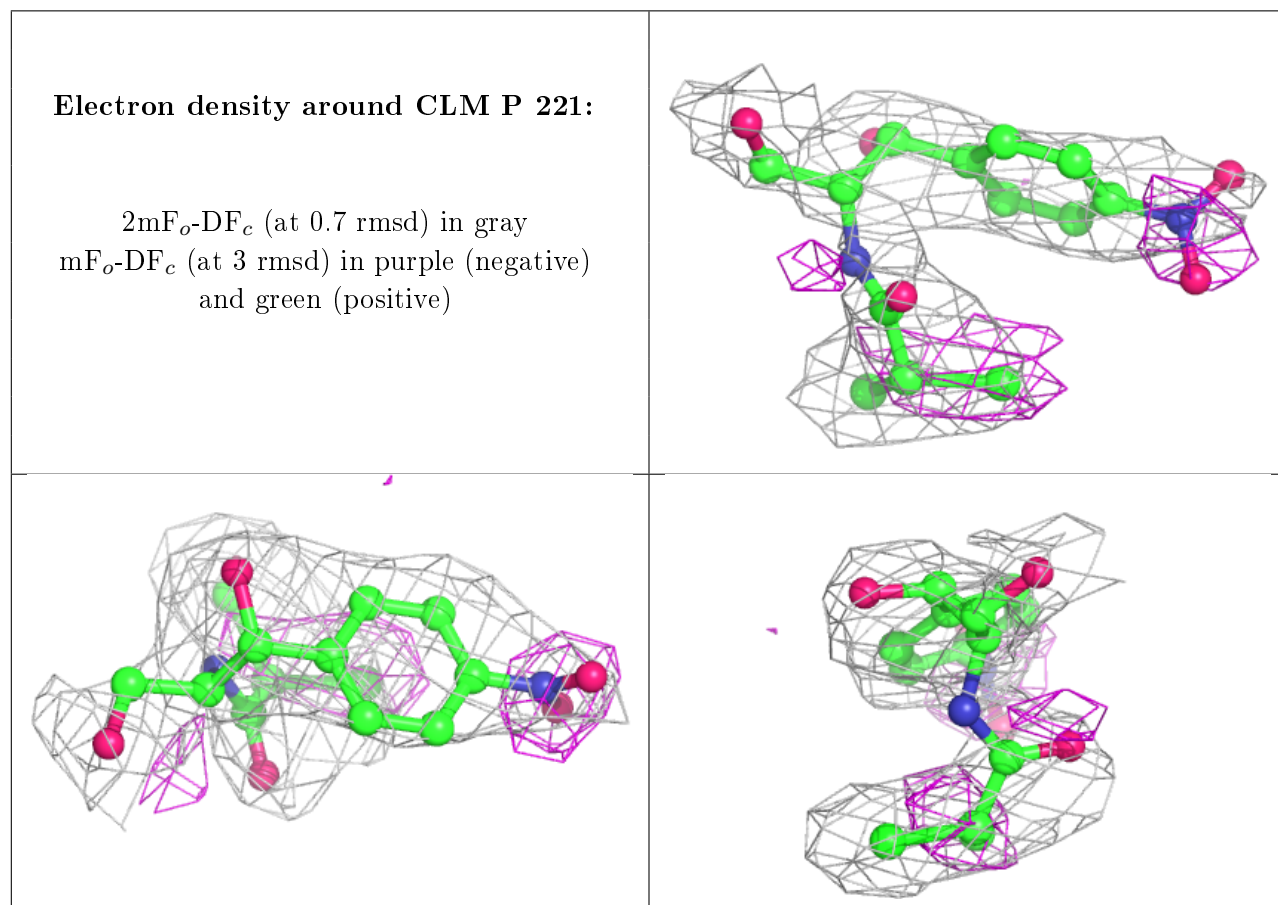 Electron density around CLM P 221:
2mFo-DFc (at 0.7 rmsd) in gray
mFo-DFc (at 3 rmsd) in purple (negative)
and green (positive)